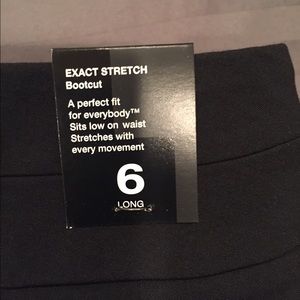 EXACT STRETCH
Bootcut
A perfect fit
for everybody™
Sits low on waist
Stretches with
every movement
6
LONG